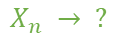 Xₙ → ?